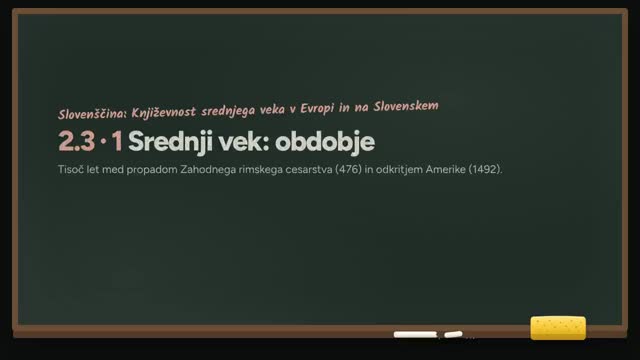 Slovenščina: Književnost srednjega veka v Evropi in na Slovenskem
2.3 · 1 Srednji vek: obdobje
Tisoč let med propadom Zahodnega rimskega cesarstva (476) in odkritjem Amerike (1492).